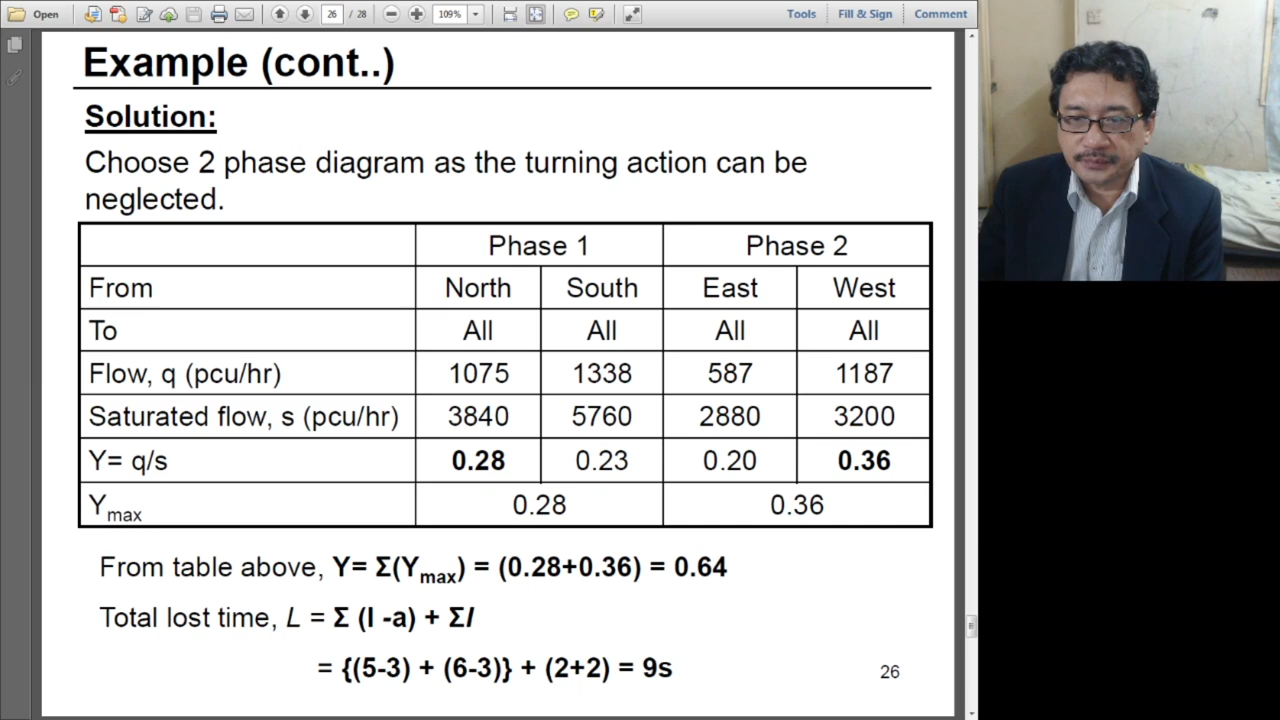 Open
26 / 28
109%
Tools
Fill & Sign
Comment
Example (cont..)
Solution:
Choose 2 phase diagram as the turning action can be
neglected.
Phase 1 Phase 2
From North South East West
To All All All All
Flow, q (pcu/hr) 1075 1338 587 1187
Saturated flow, s (pcu/hr) 3840 5760 2880 3200
Y= q/s 0.28 0.23 0.20 0.36
Ymax 0.28 0.36
From table above, Y= Σ(Ymax) = (0.28+0.36) = 0.64
Total lost time, L = Σ (I -a) + Σl
= {(5-3) + (6-3)} + (2+2) = 9s
26